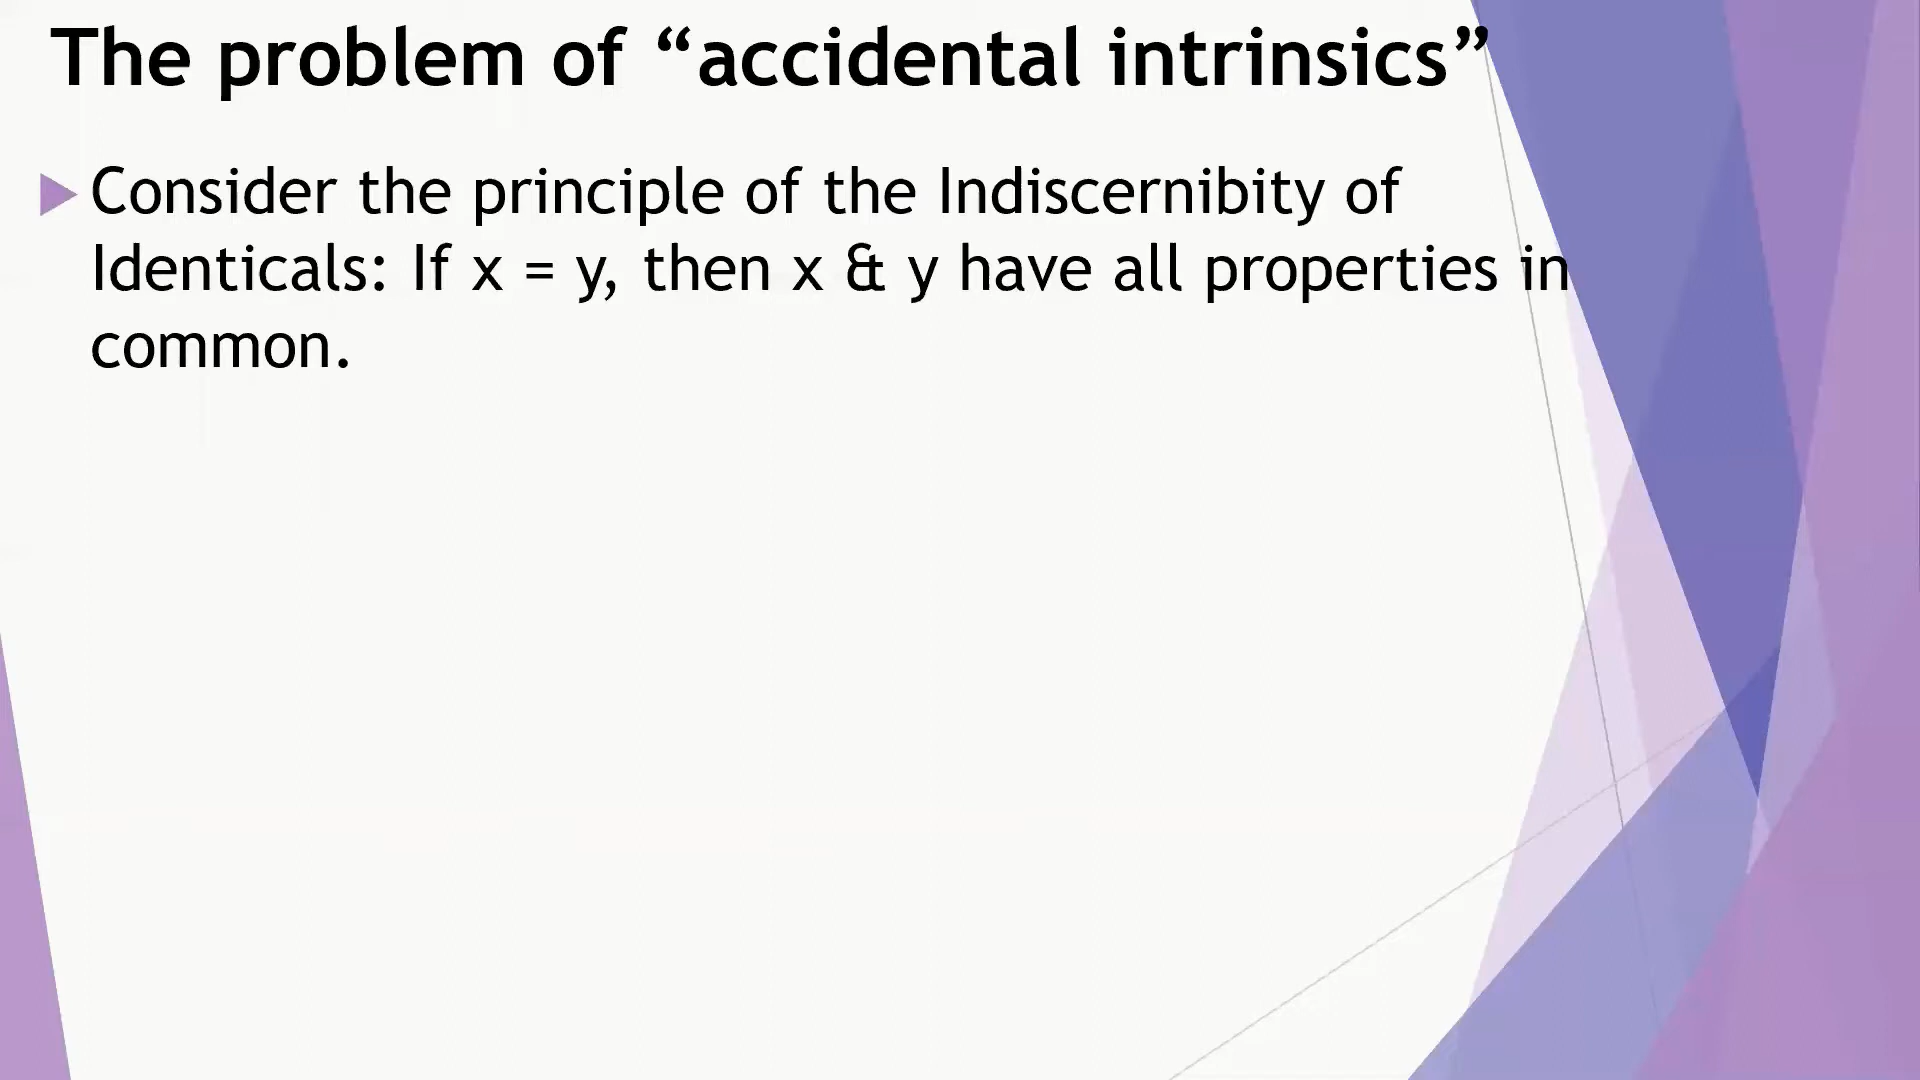 The problem of “accidental intrinsics”
Consider the principle of the Indiscernibity of
Identicals: If x = y, then x & y have all properties in
common.